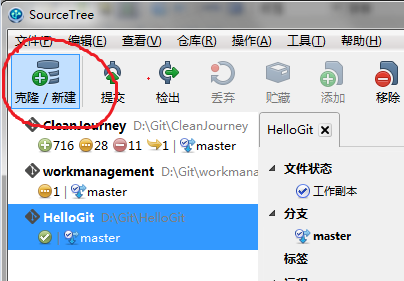 SourceTree
文件(F) 编辑(E) 查看(V) 仓库(R) 操作(A) 工具(T) 帮助(H)
克隆 / 新建 提交 检出 丢弃 贮藏 添加 移除
CleanJourney D:\Git\CleanJourney
716 28 11 1 | master
workmanagement D:\Git\workmana
1 | master
HelloGit D:\Git\HelloGit
| master
HelloGit
文件状态
工作副本
分支
master
标签